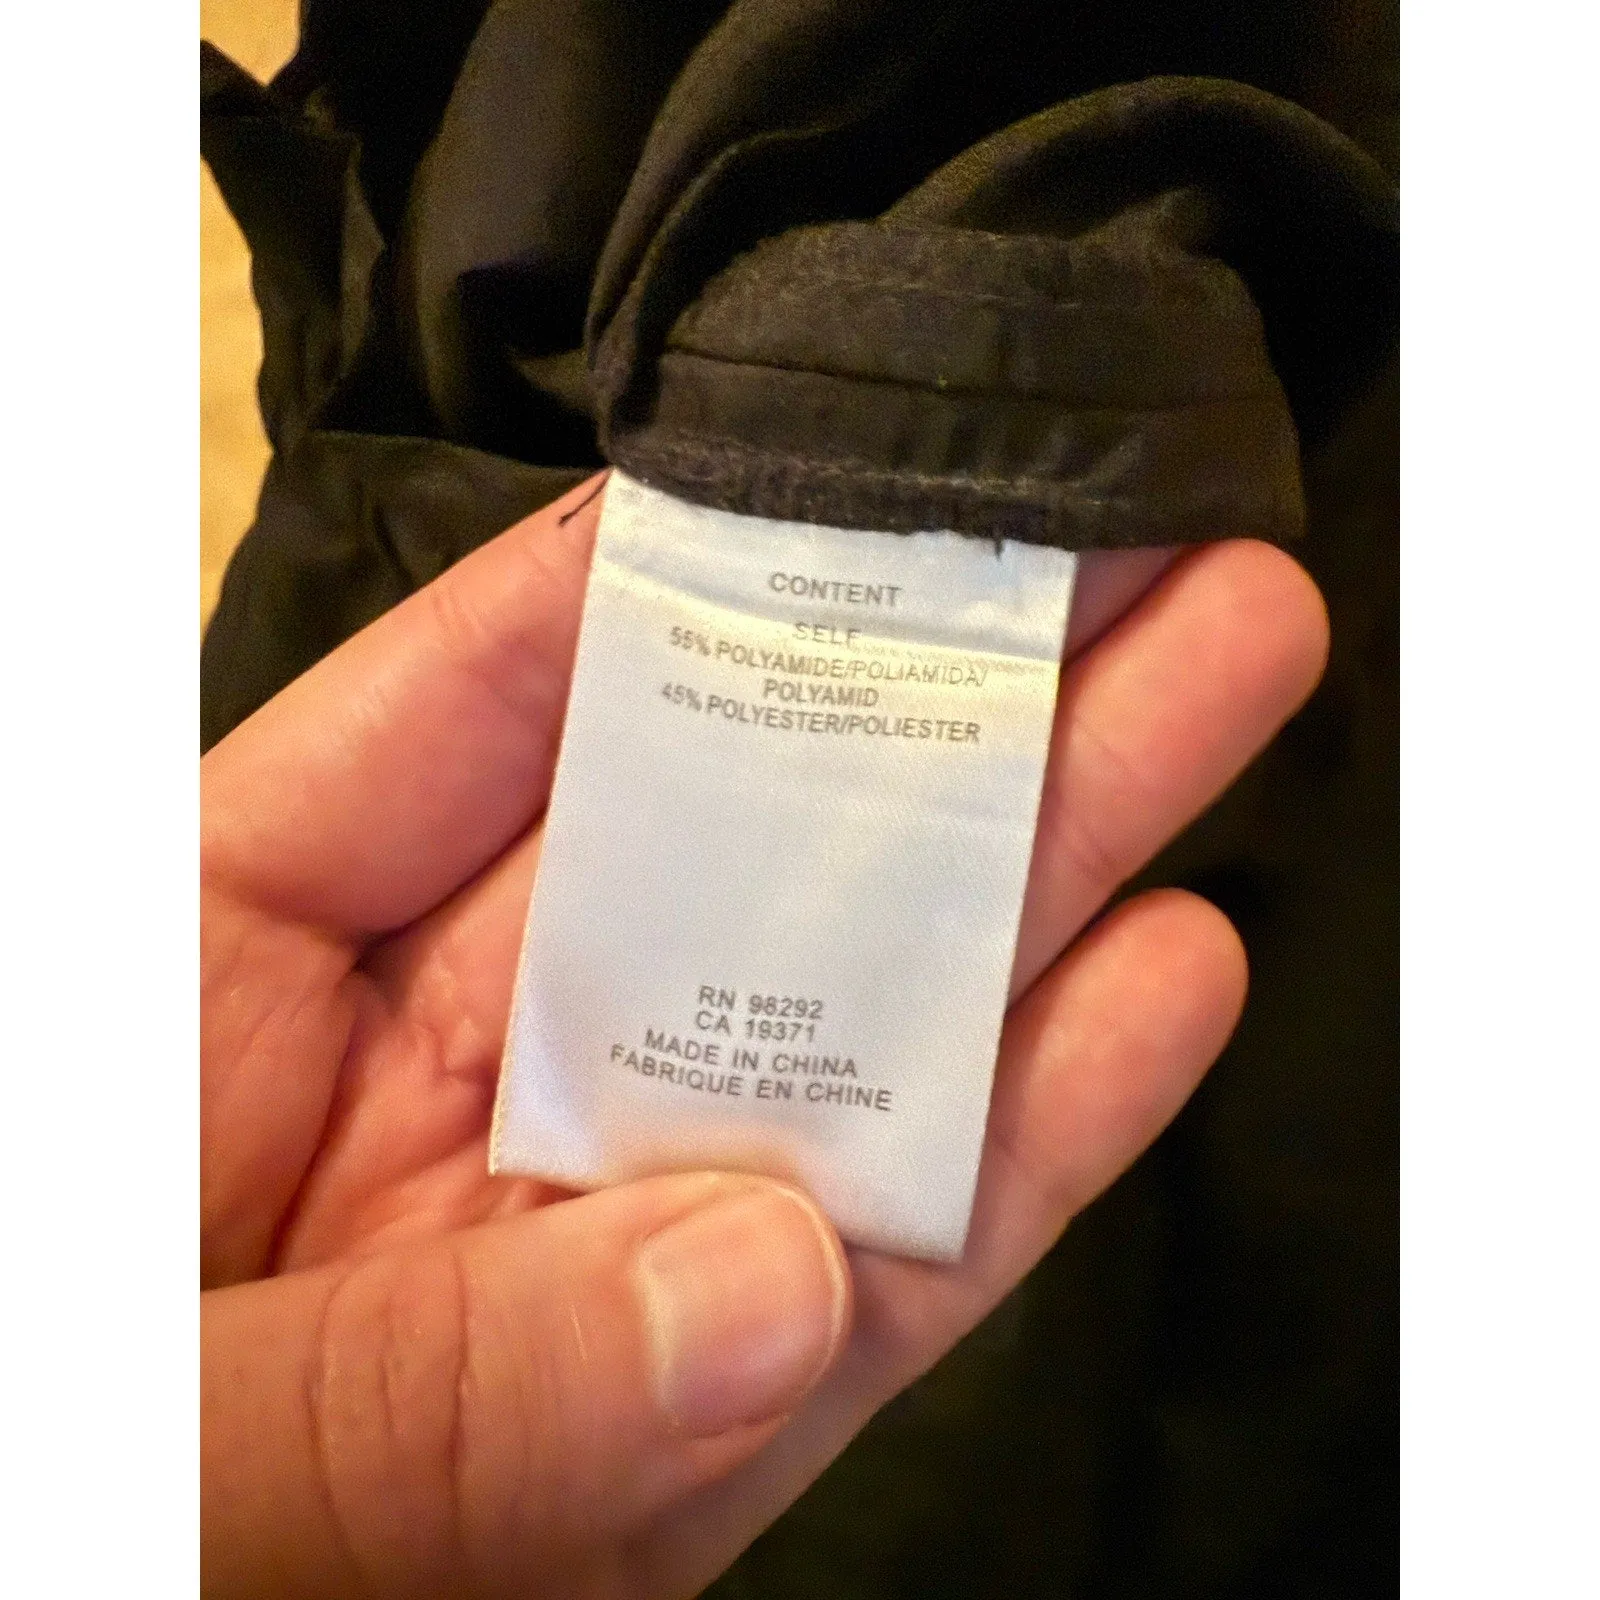 CONTENT
SELF
55% POLYAMIDE/POLIAMIDA/
POLYAMID
45% POLYESTER/POLIESTER
RN 98292
CA 19371
MADE IN CHINA
FABRIQUE EN CHINE